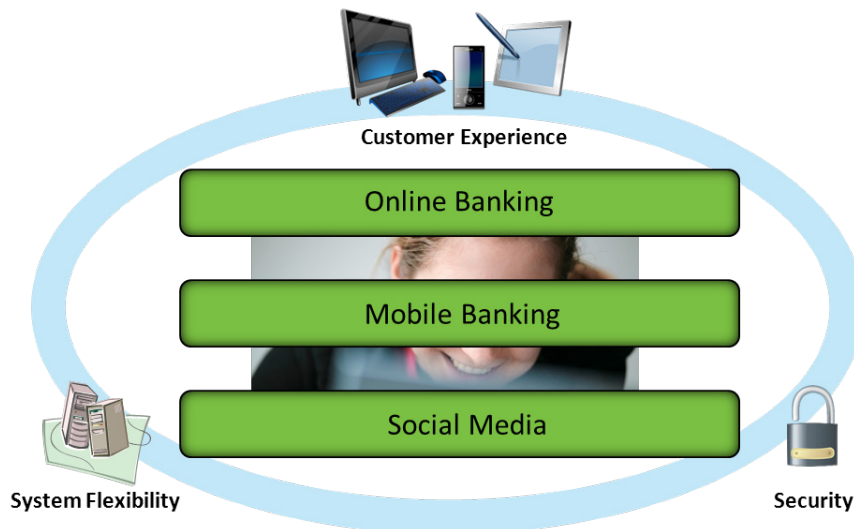 Customer Experience
Online Banking
Mobile Banking
Social Media
System Flexibility
Security